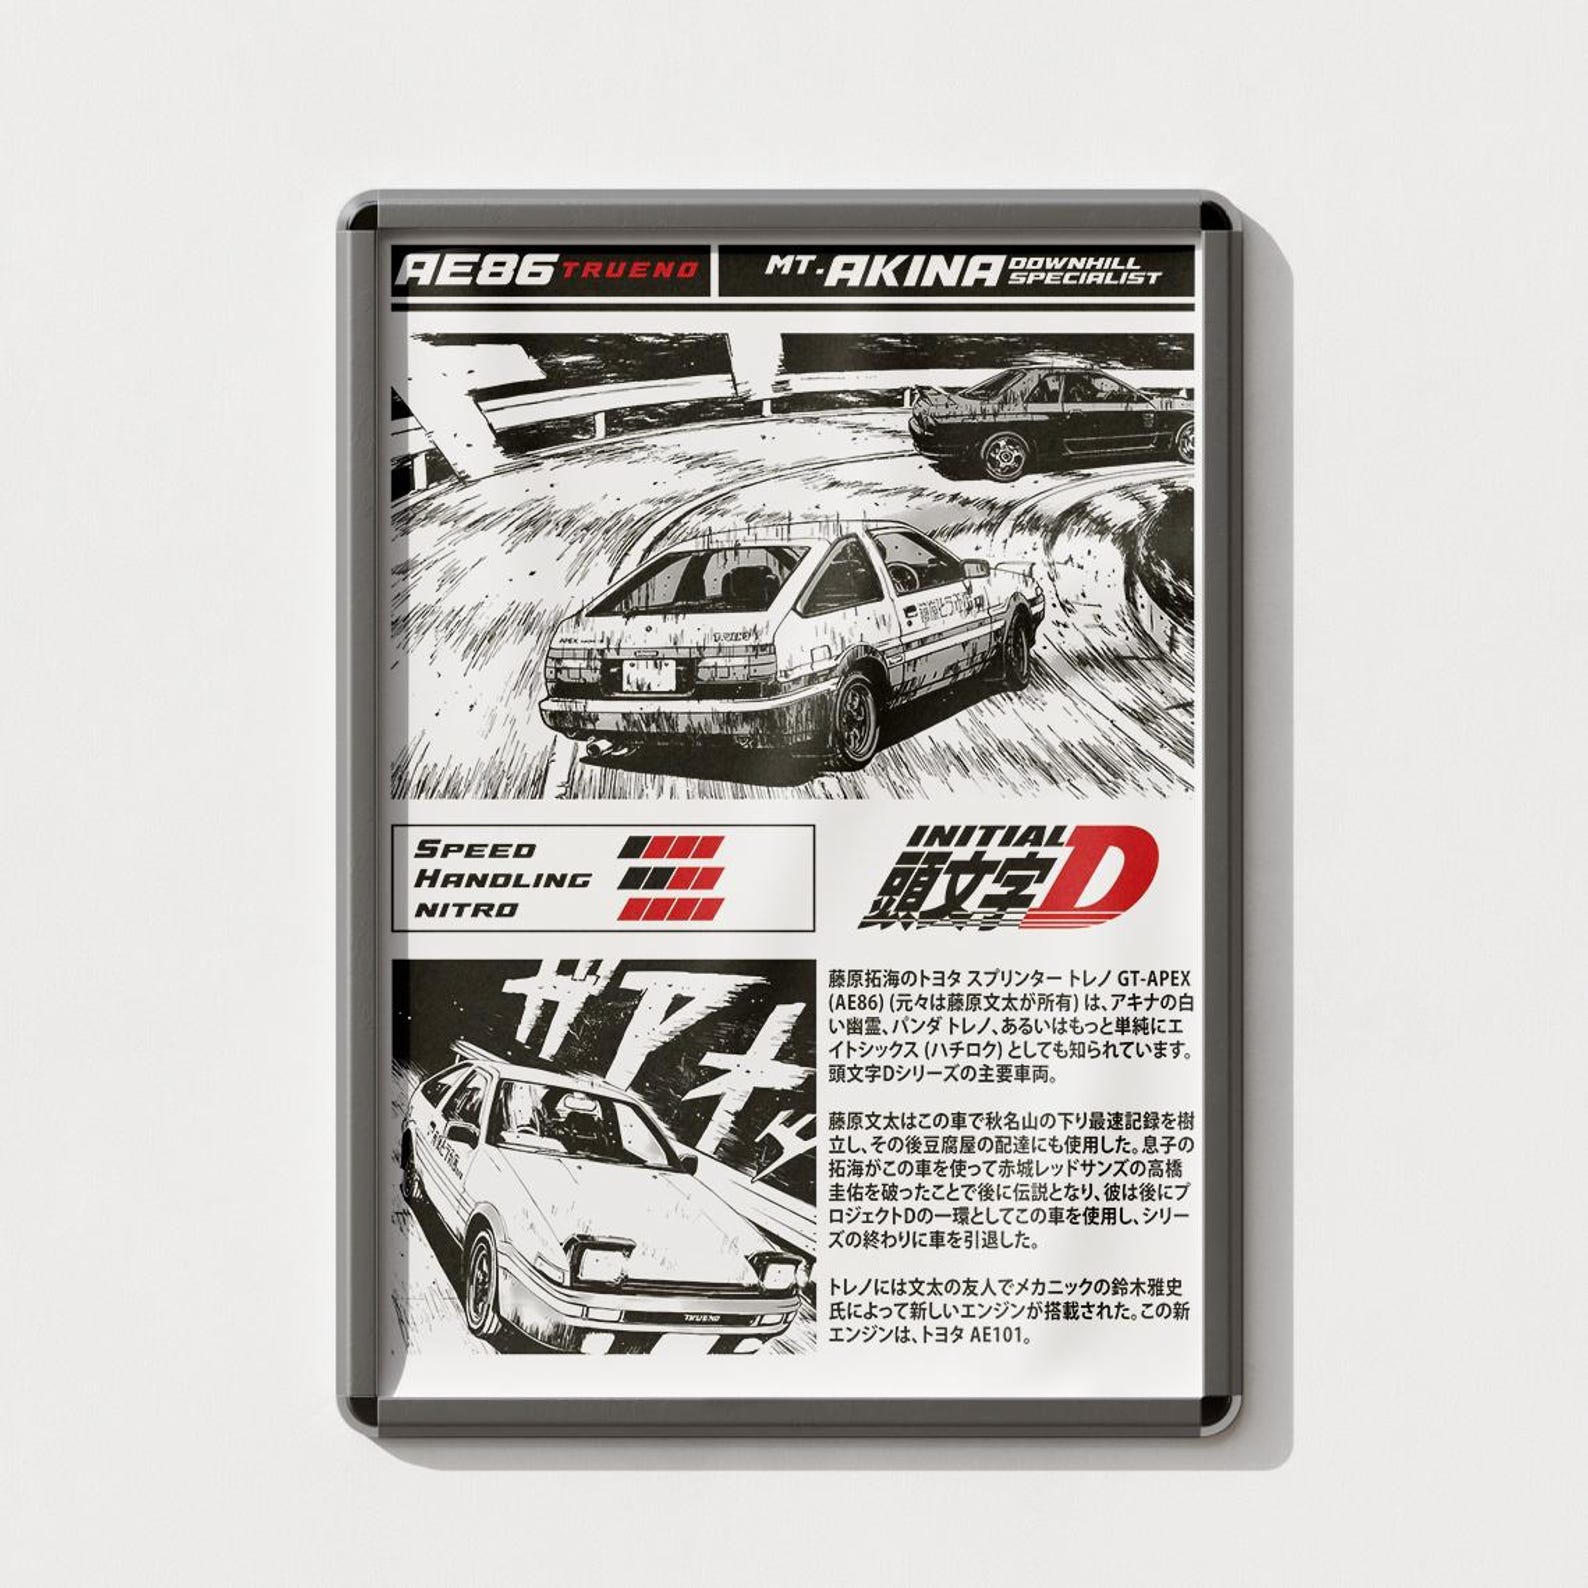 AE86 TRUENO
MT. AKINA DOWNHILL SPECIALIST
APEX
TRUENO
SPEED
HANDLING
NITRO
INITIAL D
頭文字
ガアァ
TRUENO
藤原拓海のトヨタ スプリンター トレノ GT-APEX
(AE86) (元々は藤原文太が所有) は、アキナの白
い幽霊、パンダ トレノ、あるいはもっと単純にエ
イトシックス (ハチロク) としても知られています。
頭文字Dシリーズの主要車両。
藤原文太はこの車で秋名山の下り最速記録を樹
立し、その後豆腐屋の配達にも使用した。息子の
拓海がこの車を使って赤城レッドサンズの高橋
圭佑を破ったことで後に伝説となり、彼は後にプ
ロジェクトDの一環としてこの車を使用し、シリー
ズの終わりに車を引退した。
トレノには文太の友人でメカニックの鈴木雅史
氏によって新しいエンジンが搭載された。この新
エンジンは、トヨタ AE101。